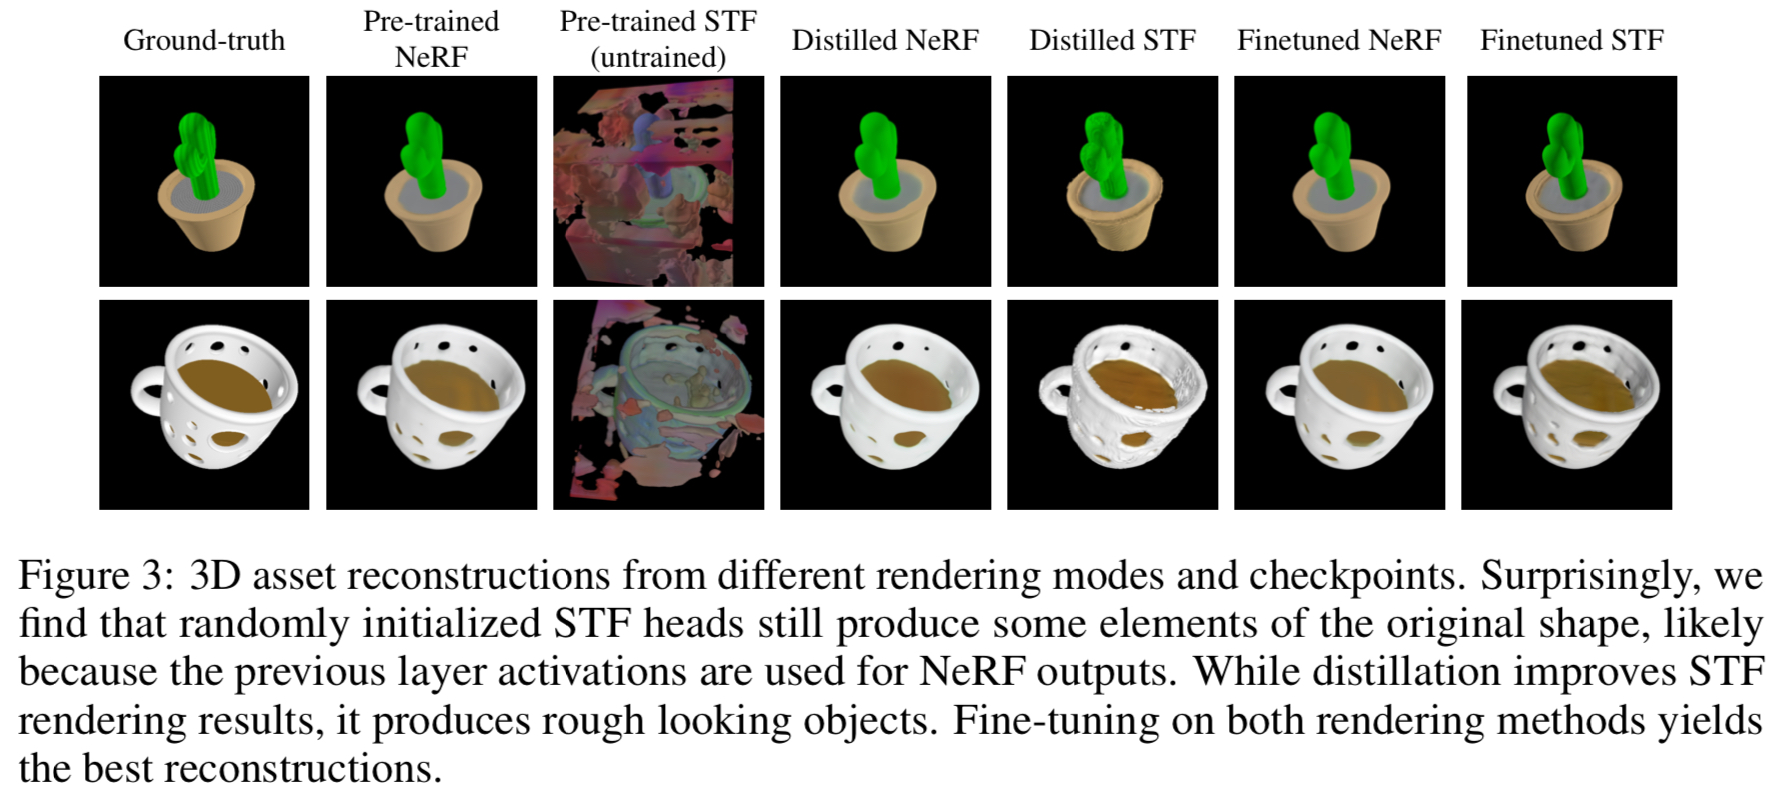 Ground-truth
Pre-trained
NeRF
Pre-trained STF
(untrained)
Distilled NeRF
Distilled STF
Finetuned NeRF
Finetuned STF
Figure 3: 3D asset reconstructions from different rendering modes and checkpoints. Surprisingly, we
find that randomly initialized STF heads still produce some elements of the original shape, likely
because the previous layer activations are used for NeRF outputs. While distillation improves STF
rendering results, it produces rough looking objects. Fine-tuning on both rendering methods yields
the best reconstructions.